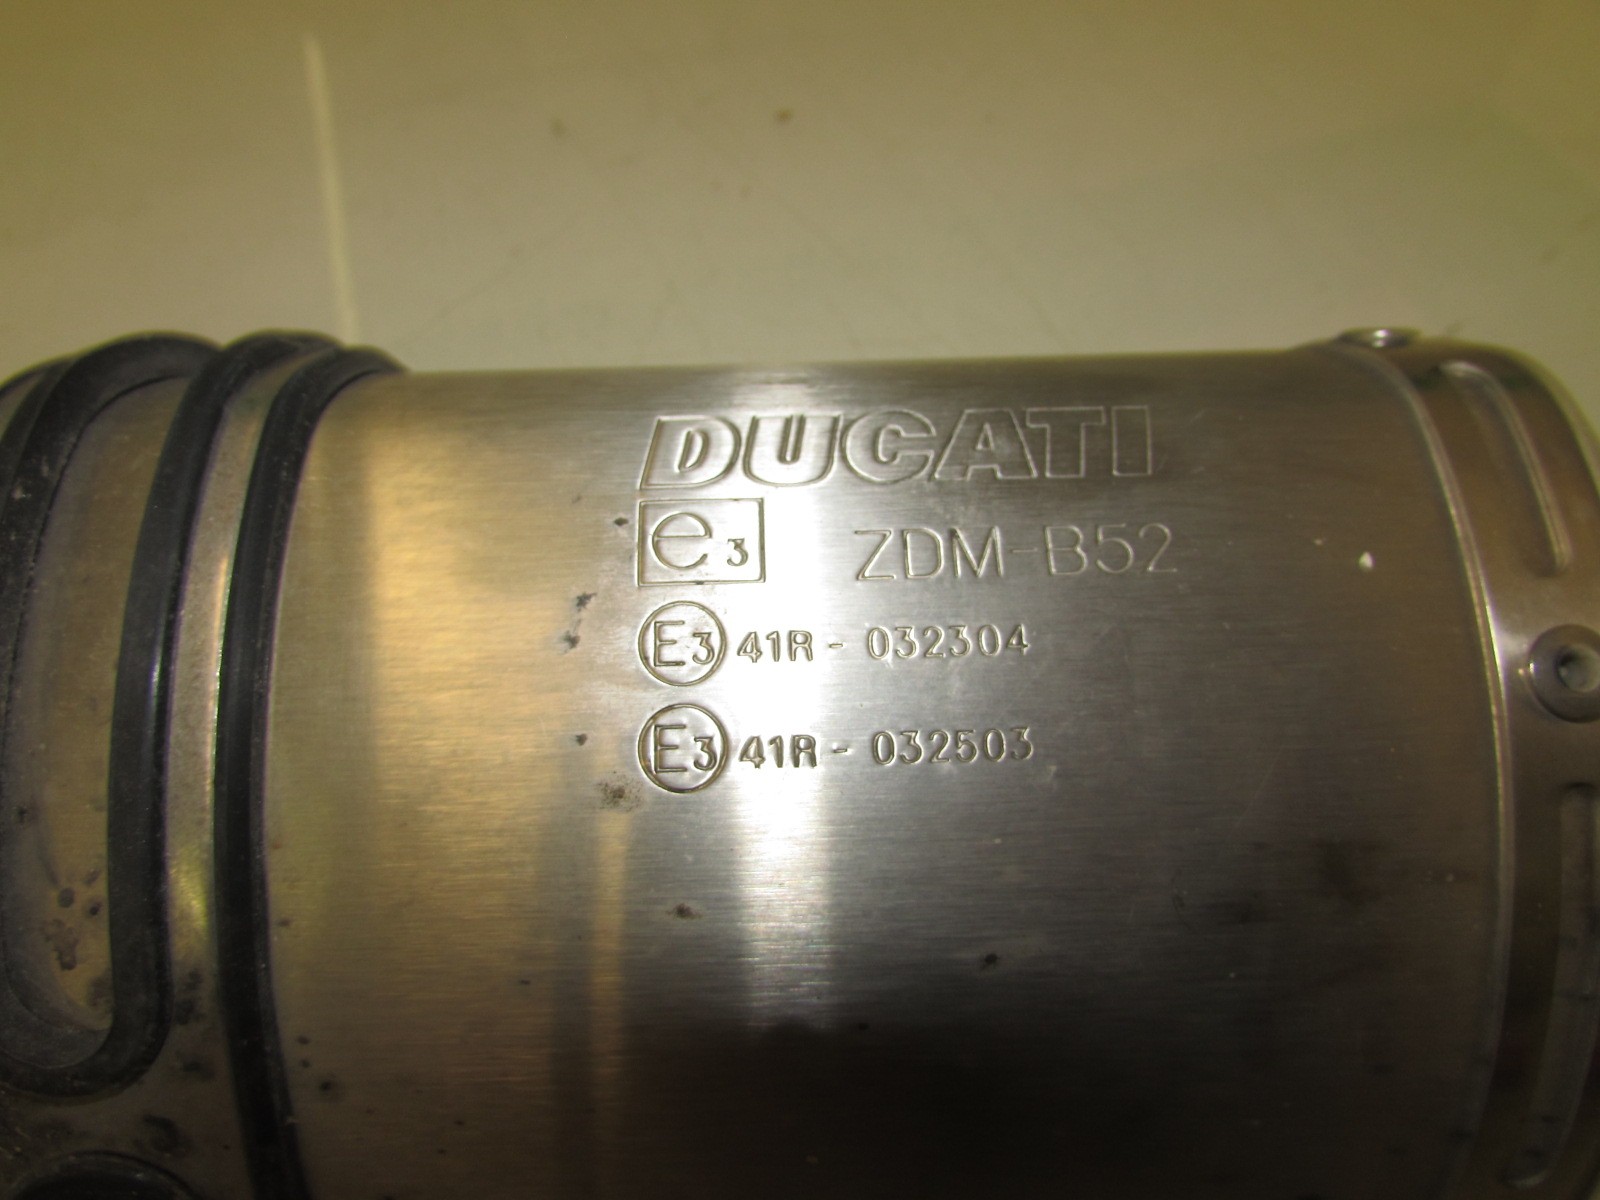 DUCATI
e3 ZDM-B52
E3 41R - 032304
E3 41R - 032503